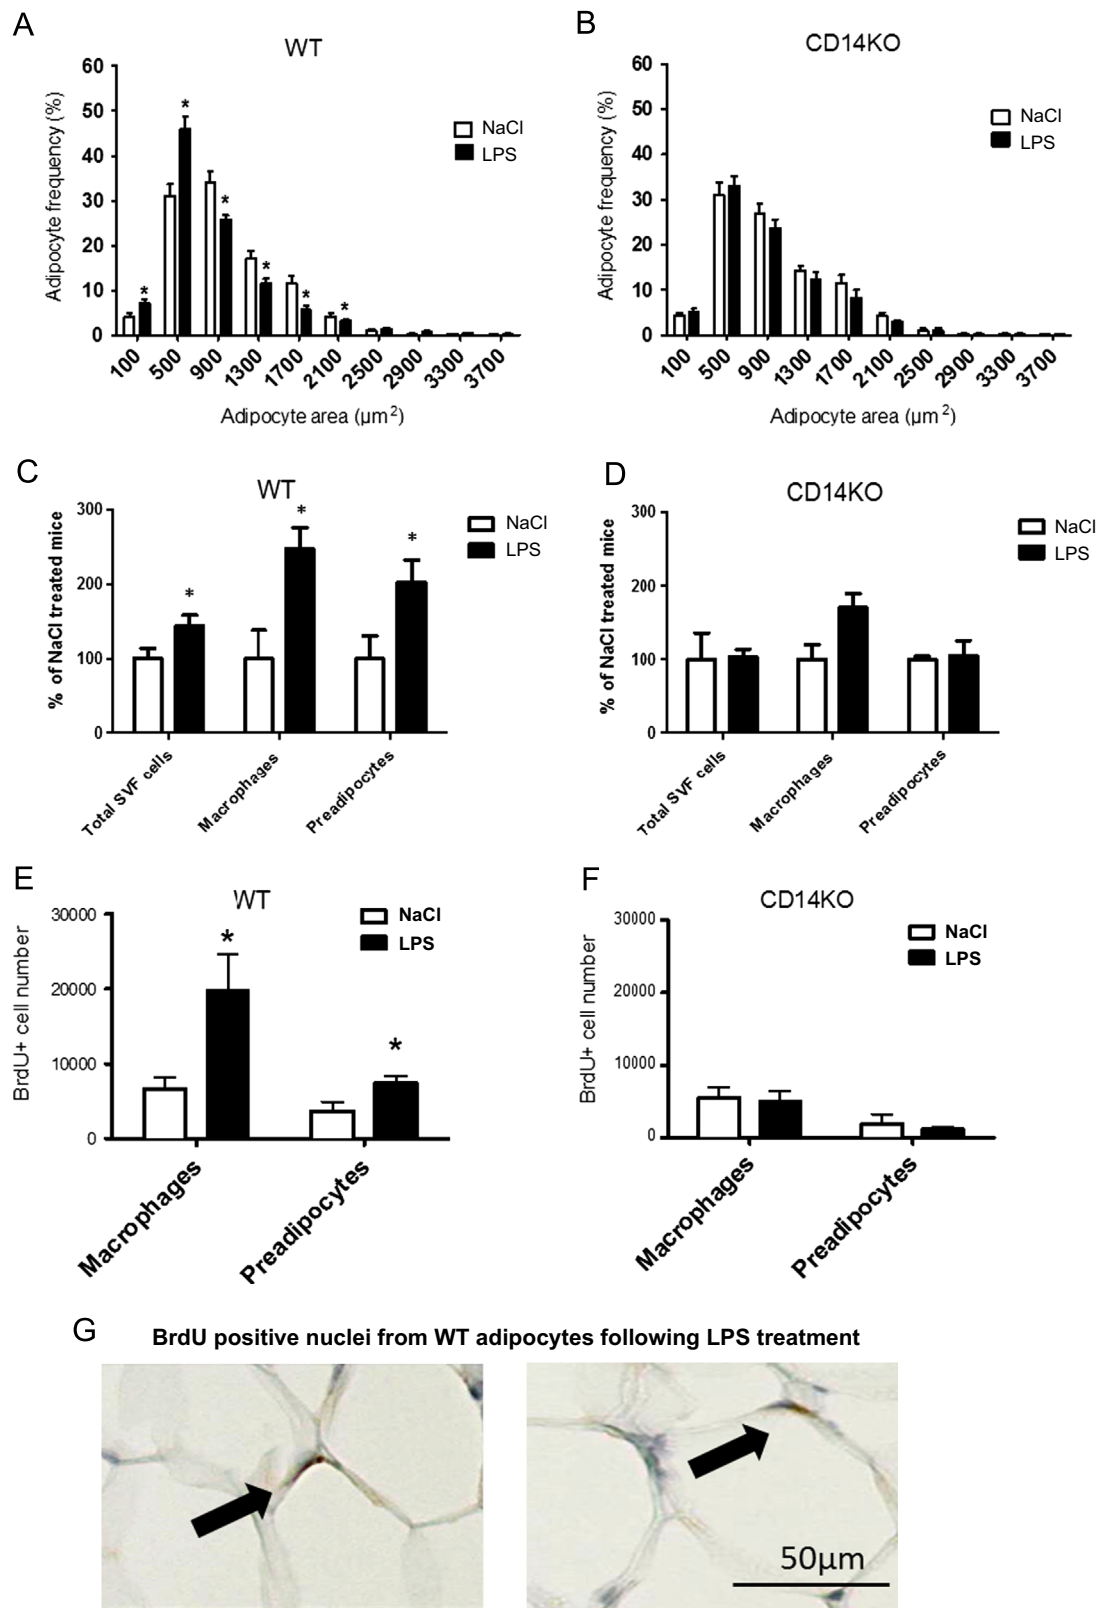 A
WT
60
50
40
30
20
10
0
Adipocyte frequency (%)
* * * * * *
NaCl
LPS
100 500 900 1300 1700 2100 2500 2900 3300 3700
Adipocyte area (µm²)
B
CD14KO
60
50
40
30
20
10
0
Adipocyte frequency (%)
NaCl
LPS
100 500 900 1300 1700 2100 2500 2900 3300 3700
Adipocyte area (µm²)
C
WT
300
200
100
0
% of NaCl treated mice
* * *
NaCl
LPS
Total SVF cells
Macrophages
Preadipocytes
D
CD14KO
300
200
100
0
% of NaCl treated mice
NaCl
LPS
Total SVF cells
Macrophages
Preadipocytes
E
WT
30000
20000
10000
0
BrdU+ cell number
* *
NaCl
LPS
Macrophages
Preadipocytes
F
CD14KO
30000
20000
10000
0
BrdU+ cell number
NaCl
LPS
Macrophages
Preadipocytes
G
BrdU positive nuclei from WT adipocytes following LPS treatment
50µm